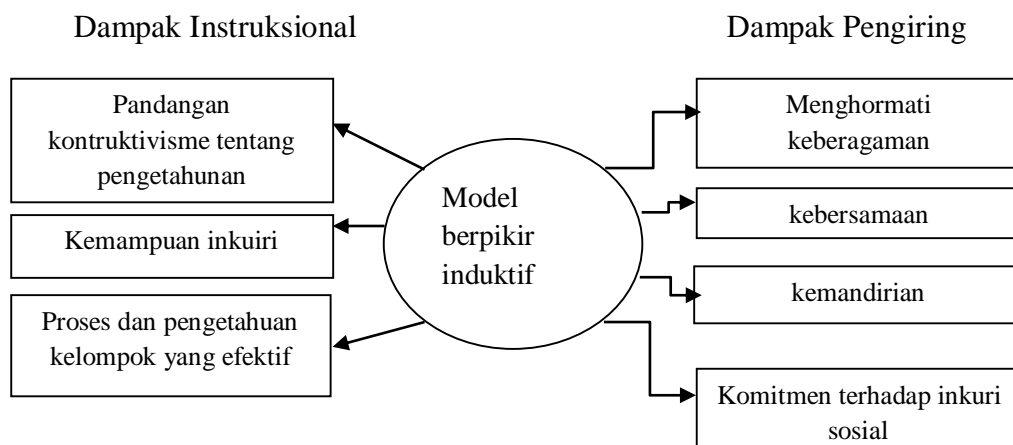 Dampak Instruksional
Dampak Pengiring
Pandangan
kontruktivisme tentang
pengetahunan
Kemampuan inkuiri
Proses dan pengetahuan
kelompok yang efektif
Model
berpikir
induktif
Menghormati
keberagaman
kebersamaan
kemandirian
Komitmen terhadap inkuri
sosial